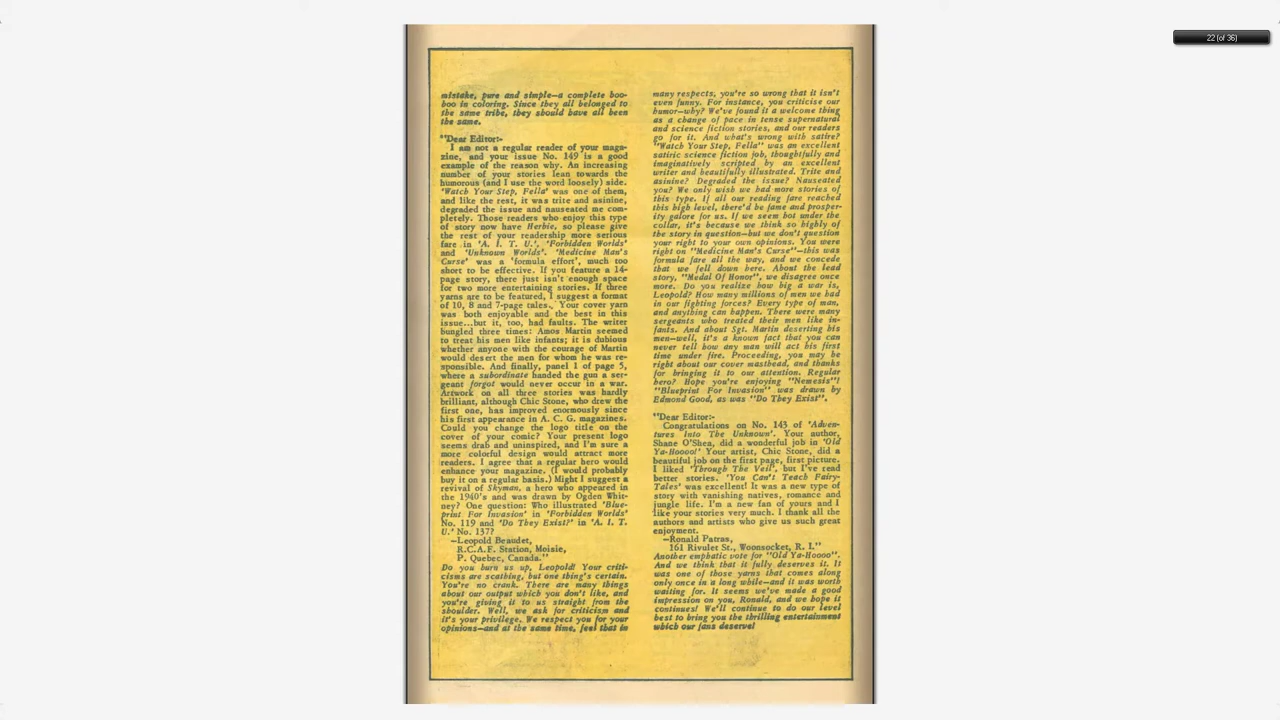 22 (of 36)
mistake, pure and simple—a complete boo-
boo in coloring. Since they all belonged to
the same tribe, they should have all been
the same.
"Dear Editor:-
I am not a regular reader of your maga-
zine, and your issue No. 149 is a good
example of the reason why. An increasing
number of your stories lean towards the
humorous (and I use the word loosely) side.
'Watch Your Step, Fella' was one of them,
and like the rest, it was trite and asinine,
degraded the issue and nauseated me com-
pletely. Those readers who enjoy this type
of story now have Herbie, so please give
the rest of your readership more serious
fare in 'A. I. T. U.', 'Forbidden Worlds'
and 'Unknown Worlds'. 'Medicine Man's
Curse' was a 'formula effort', much too
short to be effective. If you feature a 14-
page story, there just isn't enough space
for two more entertaining stories. If three
yarns are to be featured, I suggest a format
of 10, 8 and 7-page tales. Your cover yarn
was both enjoyable and the best in this
issue...but it, too, had faults. The writer
bungled three times: Amos Martin seemed
to treat his men like infants; it is dubious
whether anyone with the courage of Martin
would desert the men for whom he was re-
sponsible. And finally, panel 1 of page 5,
where a subordinate handed the gun a ser-
geant forgot would never occur in a war.
Artwork on all three stories was hardly
brilliant, although Chic Stone, who drew the
first one, has improved enormously since
his first appearance in A. C. G. magazines.
Could you change the logo title on the
cover of your comic? Your present logo
seems drab and uninspired, and I'm sure a
more colorful design would attract more
readers. I agree that a regular hero would
enhance your magazine. (I would probably
buy it on a regular basis.) Might I suggest a
revival of Skyman, a hero who appeared in
the 1940's and was drawn by Ogden Whit-
ney? One question: Who illustrated 'Blue-
print For Invasion' in 'Forbidden Worlds'
No. 119 and 'Do They Exist?' in 'A. I. T.
U.' No. 137?
—Leopold Beaudet,
R.C.A.F. Station, Moisie,
P. Quebec, Canada."
Do you burn us up, Leopold! Your criti-
cisms are scathing, but one thing's certain.
You're no crank. There are many things
about our output which you don't like, and
you're giving it to us straight from the
shoulder. Well, we ask for criticism and
it's your privilege. We respect you for your
opinions—and at the same time, feel that in
many respects, you're so wrong that it isn't
even funny. For instance, you criticise our
humor—why? We've found it a welcome thing
as a change of pace in tense supernatural
and science fiction stories, and our readers
go for it. And what's wrong with satire?
"Watch Your Step, Fella" was an excellent
satiric science fiction job, thoughtfully and
imaginatively scripted by an excellent
writer and beautifully illustrated. Trite and
asinine? Degraded the issue? Nauseated
you? We only wish we had more stories of
this type. If all our reading fare reached
this high level, there'd be fame and prosper-
ity galore for us. If we seem hot under the
collar, it's because we think so highly of
the story in question—but we don't question
your right to your own opinions. You were
right on "Medicine Man's Curse"—this was
formula fare all the way, and we concede
that we fell down here. About the lead
story, "Medal Of Honor", we disagree once
more. Do you realize how big a war is,
Leopold? How many millions of men we had
in our fighting forces? Every type of man,
and anything can happen. There were many
sergeants who treated their men like in-
fants. And about Sgt. Martin deserting his
men—well, it's a known fact that you can
never tell how any man will act his first
time under fire. Proceeding, you may be
right about our cover masthead, and thanks
for bringing it to our attention. Regular
hero? Hope you're enjoying "Nemesis"!
"Blueprint For Invasion" was drawn by
Edmond Good, as was "Do They Exist".
"Dear Editor:-
Congratulations on No. 143 of 'Adven-
tures Into The Unknown'. Your author,
Shane O'Shea, did a wonderful job in 'Old
Ya-Hoooo!' Your artist, Chic Stone, did a
beautiful job on the first page, first picture.
I liked 'Through The Veil', but I've read
better stories. 'You Can't Teach Fairy-
Tales' was excellent! It was a new type of
story with vanishing natives, romance and
jungle life. I'm a new fan of yours and I
like your stories very much. I thank all the
authors and artists who give us such great
enjoyment.
—Ronald Patras,
161 Rivulet St., Woonsocket, R. I."
Another emphatic vote for "Old Ya-Hoooo".
And we think that it fully deserves it. It
was one of those yarns that comes along
only once in a long while—and it was worth
waiting for. It seems we've made a good
impression on you, Ronald, and we hope it
continues! We'll continue to do our level
best to bring you the thrilling entertainment
which our fans deserve!